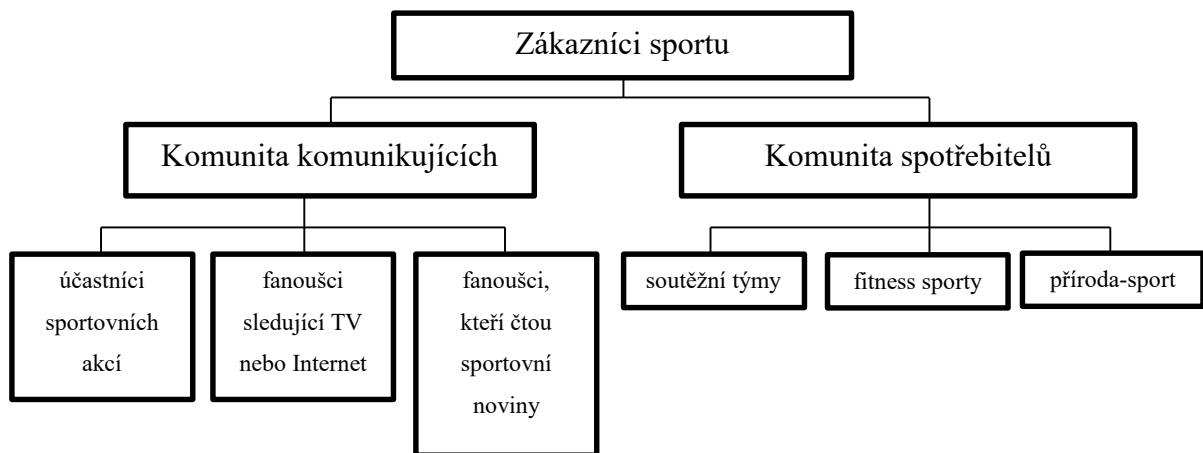 Zákazníci sportu
Komunita komunikujících
Komunita spotřebitelů
účastníci
sportovních
akcí
fanoušci
sledující TV
nebo Internet
fanoušci,
kteří čtou
sportovní
noviny
soutěžní týmy
fitness sporty
příroda-sport